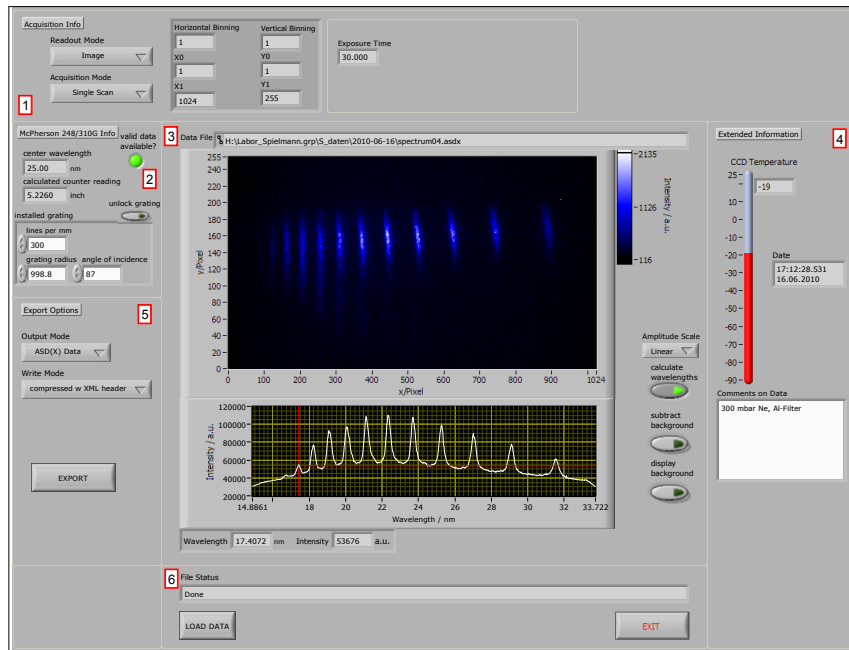 Acquisition Info
Readout Mode
Image
Acquisition Mode
Single Scan
1
Horizontal Binning
Vertical Binning
1
1
X0
Y0
1
1
X1
Y1
1024
255
Exposure Time
30.000
McPherson 248/310G Info
valid data
available?
center wavelength
25.00 nm
2
calculated counter reading
5.2260 inch
unlock grating
installed grating
lines per mm
300
grating radius
angle of incidence
998.8
87
Export Options
5
Output Mode
ASD(X) Data
Write Mode
compressed w XML header
EXPORT
3
Data File
H:\Labor_Spielmann.grp\S_daten\2010-06-16\spectrum04.asdx
255
240
220
200
180
160
140
120
100
80
60
40
20
0
y/Pixel
0 100 200 300 400 500 600 700 800 900 1024
x/Pixel
2135
1126
116
Intensity / a.u.
Amplitude Scale
Linear
calculate
wavelengths
subtract
background
display
background
120000
100000
80000
60000
40000
20000
Intensity / a.u.
14.8861 18 20 22 24 26 28 30 32 33.722
Wavelength / nm
Wavelength 17.4072 nm Intensity 53676 a.u.
6
File Status
Done
LOAD DATA
EXIT
Extended Information
4
CCD Temperature
25
10
0
-10
-20
-30
-40
-50
-60
-70
-80
-90
-19
Date
17:12:28.531
16.06.2010
Comments on Data
300 mbar Ne, Al-Filter